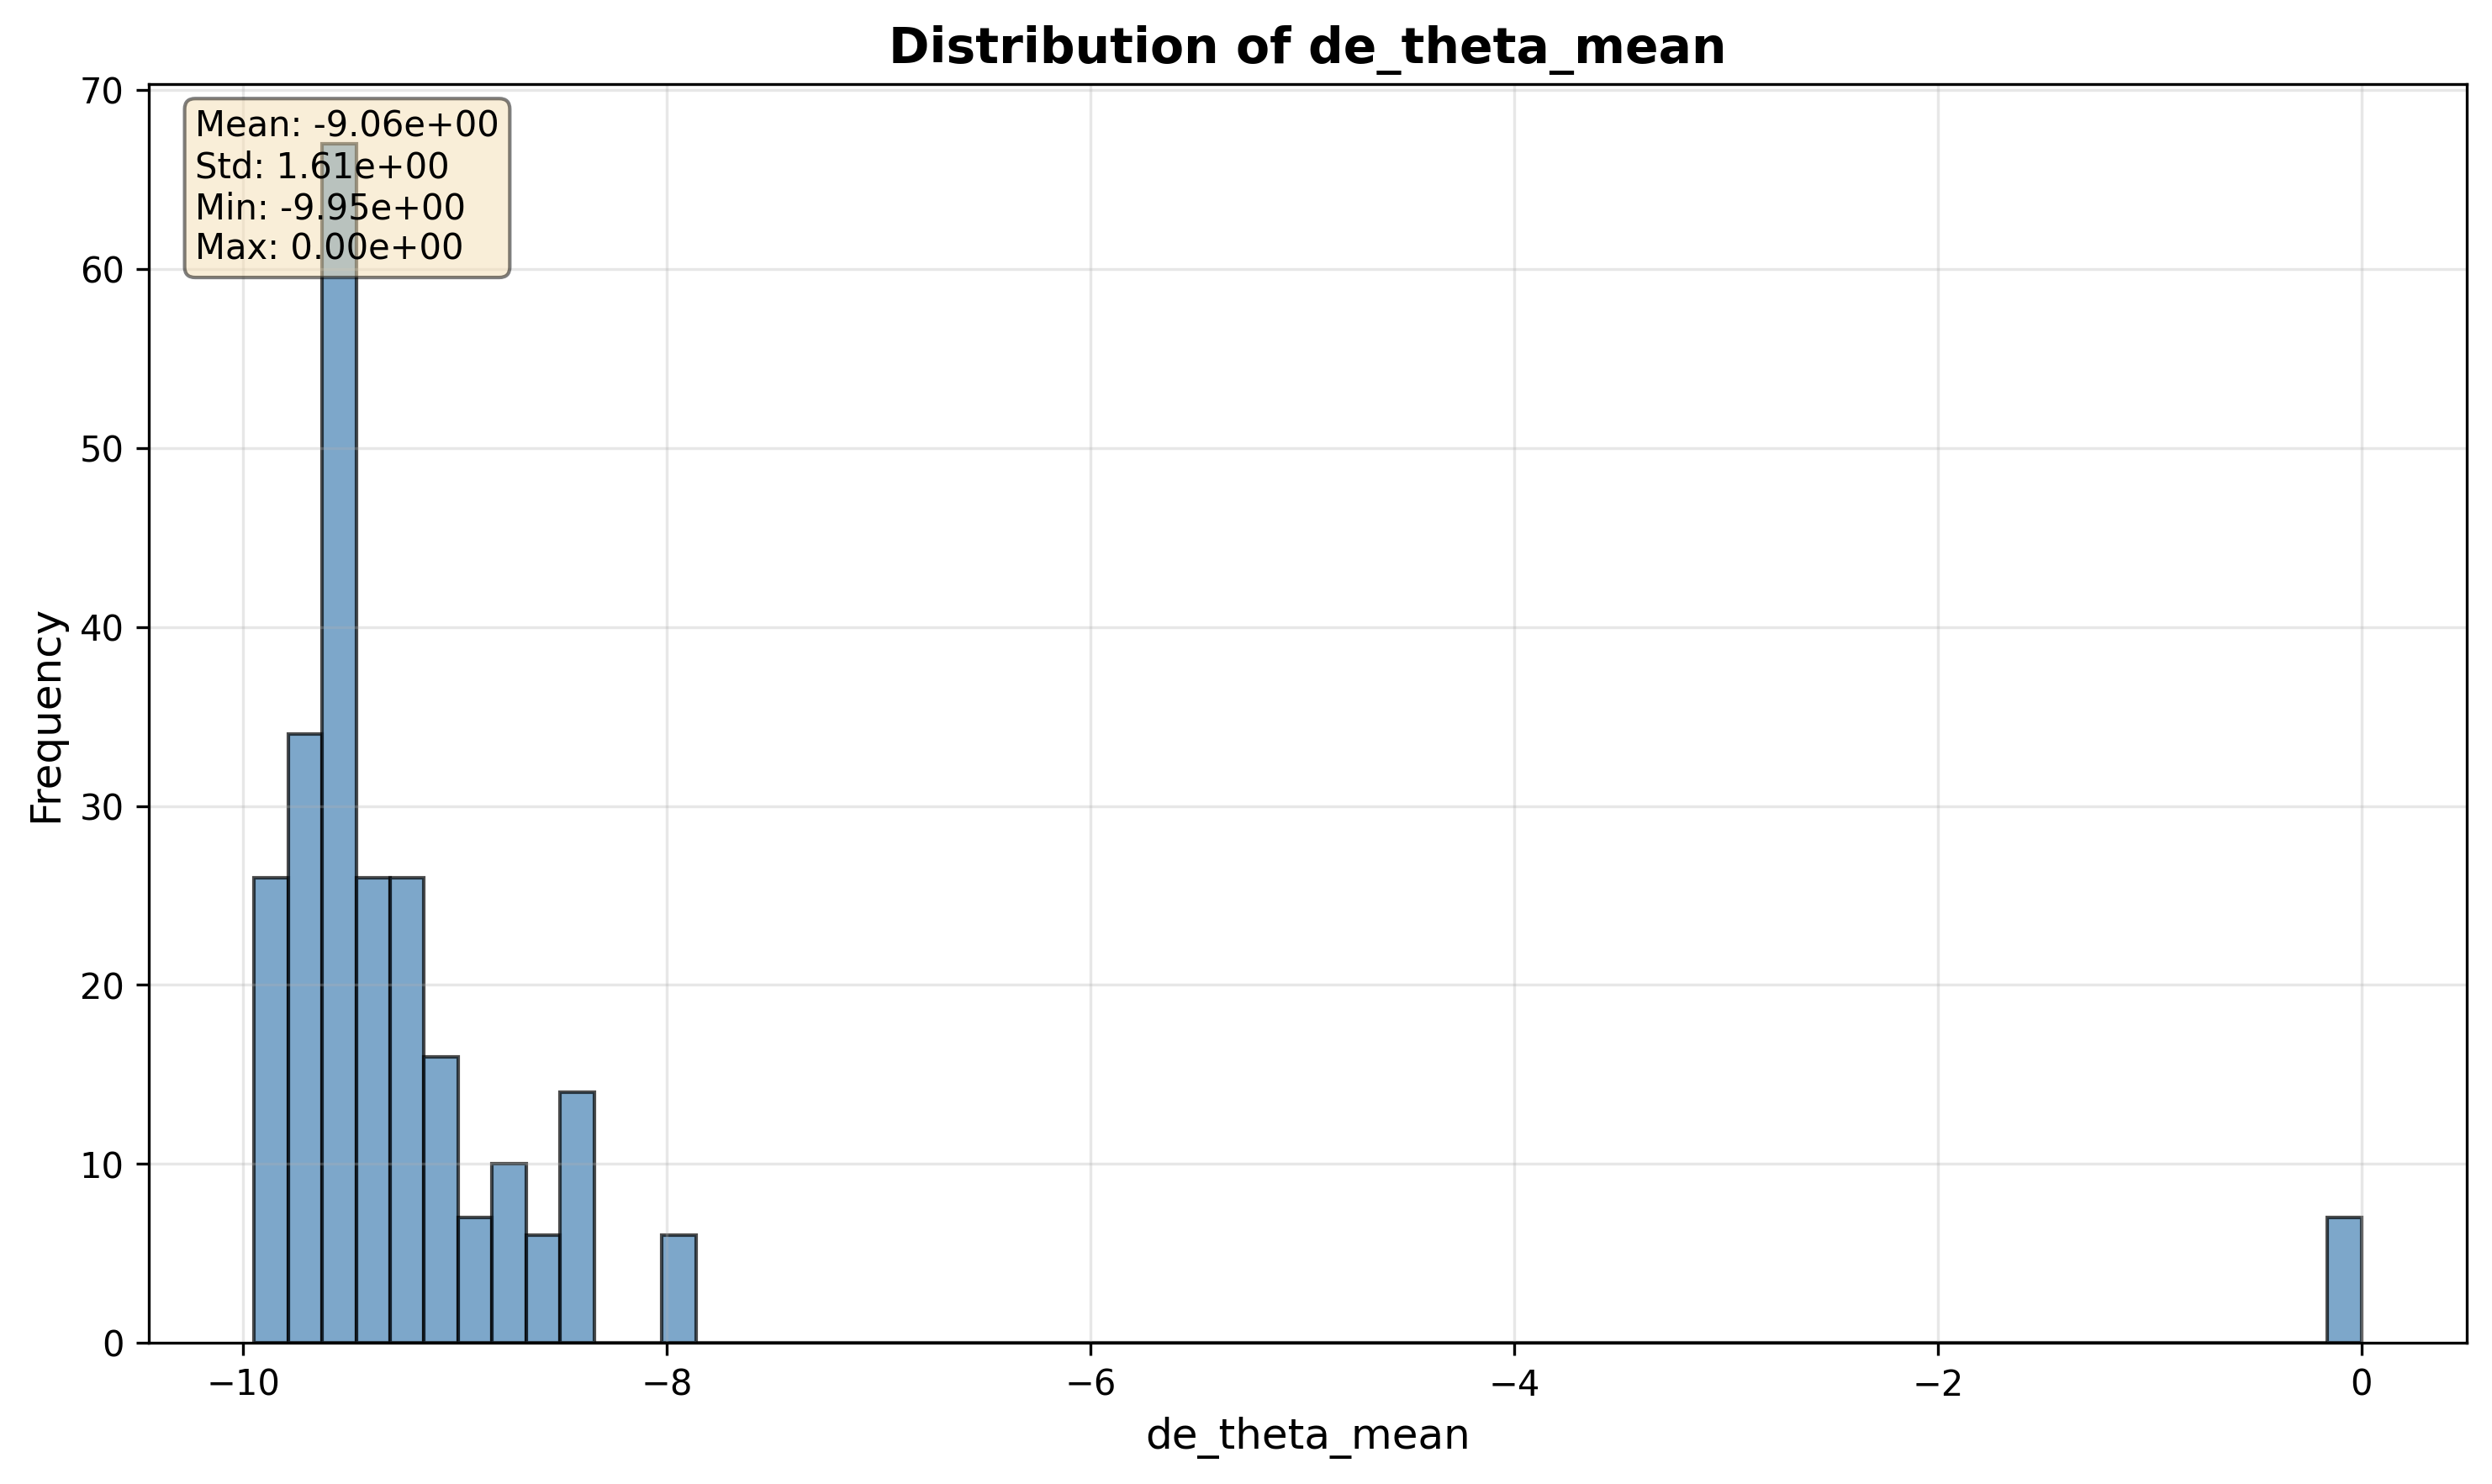 Distribution of de_theta_mean
70
60
50
40
30
20
10
0
Frequency
Mean: -9.06e+00
Std: 1.61e+00
Min: -9.95e+00
Max: 0.00e+00
−10 −8 −6 −4 −2 0
de_theta_mean